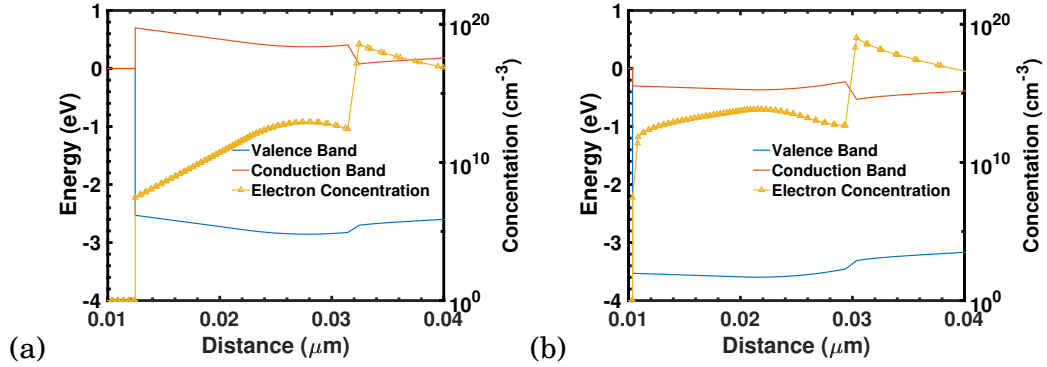 1
0
-1
-2
-3
-4
Energy (eV)
Valence Band
Conduction Band
Electron Concentration
10^20
10^10
10^0
Concentation (cm^-3)
0.01
0.02
0.03
0.04
Distance (μm)
(a)
1
0
-1
-2
-3
-4
Energy (eV)
Valence Band
Conduction Band
Electron Concentration
10^20
10^10
10^0
Concentation (cm^-3)
0.01
0.02
0.03
0.04
Distance (μm)
(b)